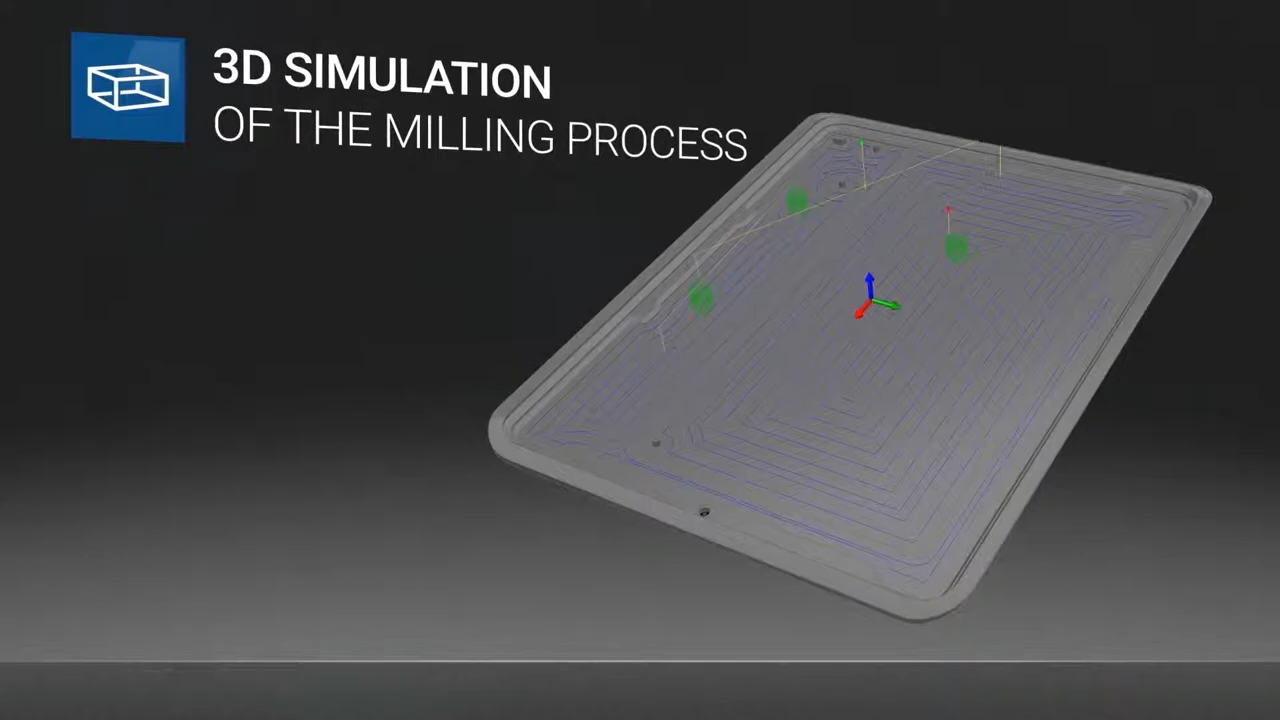 3D SIMULATION
OF THE MILLING PROCESS